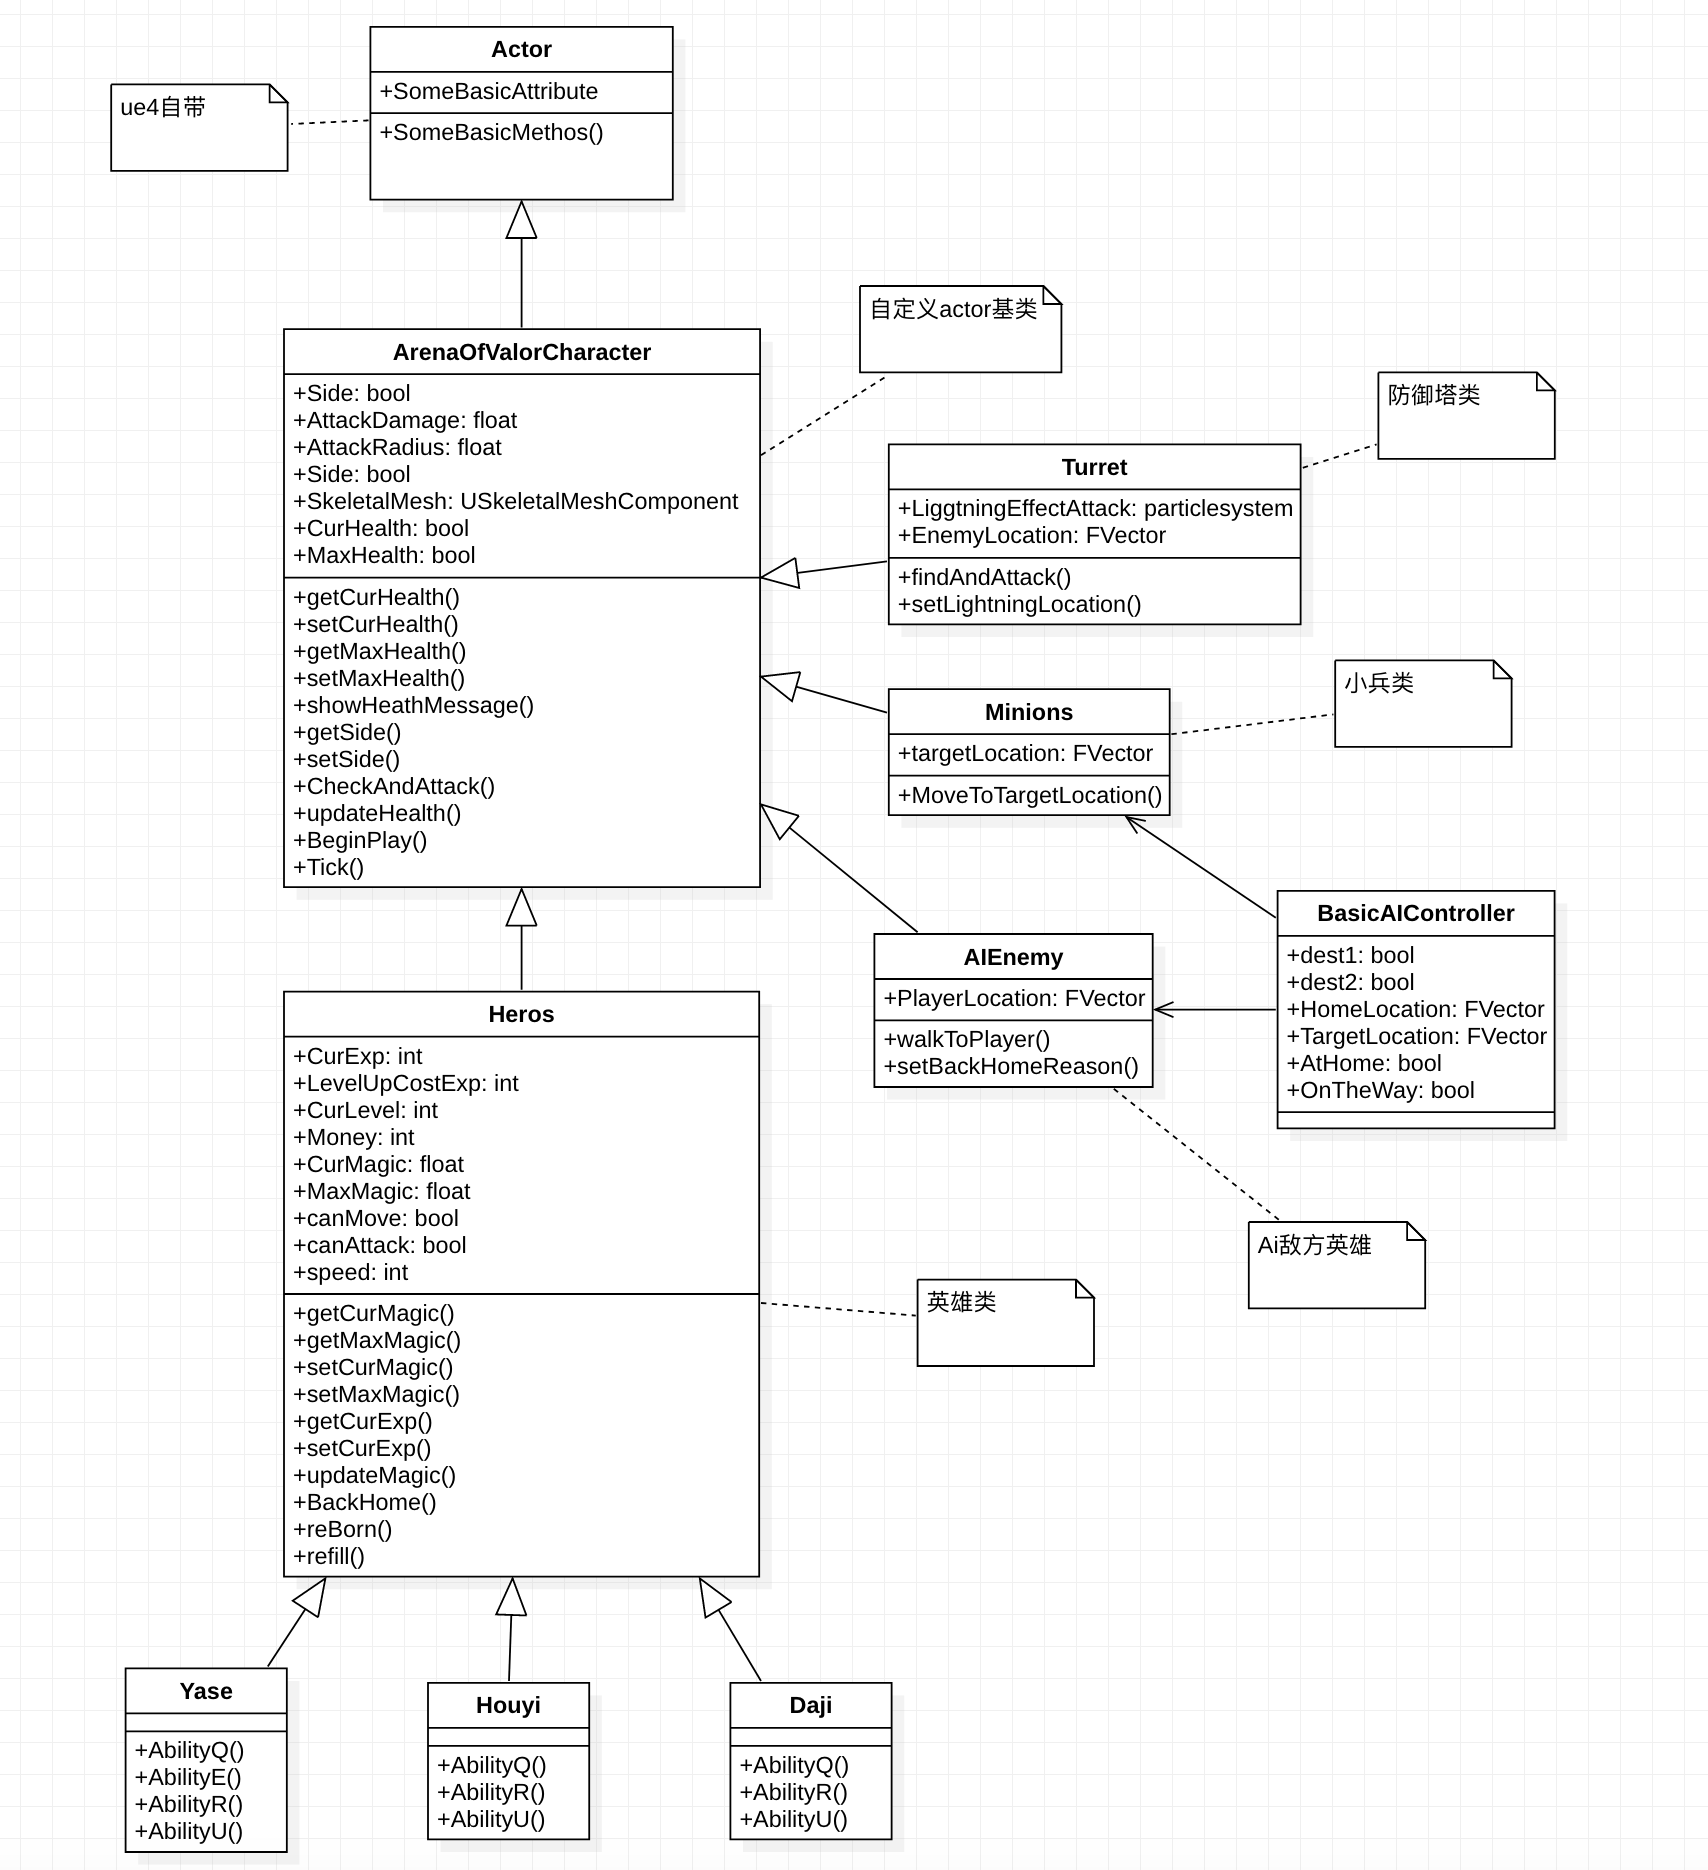 Actor
+SomeBasicAttribute
+SomeBasicMethos()
ue4自带
ArenaOfValorCharacter
+Side: bool
+AttackDamage: float
+AttackRadius: float
+Side: bool
+SkeletalMesh: USkeletalMeshComponent
+CurHealth: bool
+MaxHealth: bool
+getCurHealth()
+setCurHealth()
+getMaxHealth()
+setMaxHealth()
+showHeathMessage()
+getSide()
+setSide()
+CheckAndAttack()
+updateHealth()
+BeginPlay()
+Tick()
自定义actor基类
防御塔类
Turret
+LiggtningEffectAttack: particlesystem
+EnemyLocation: FVector
+findAndAttack()
+setLightningLocation()
小兵类
Minions
+targetLocation: FVector
+MoveToTargetLocation()
BasicAIController
+dest1: bool
+dest2: bool
+HomeLocation: FVector
+TargetLocation: FVector
+AtHome: bool
+OnTheWay: bool
AIEnemy
+PlayerLocation: FVector
+walkToPlayer()
+setBackHomeReason()
Ai敌方英雄
Heros
+CurExp: int
+LevelUpCostExp: int
+CurLevel: int
+Money: int
+CurMagic: float
+MaxMagic: float
+canMove: bool
+canAttack: bool
+speed: int
+getCurMagic()
+getMaxMagic()
+setCurMagic()
+setMaxMagic()
+getCurExp()
+setCurExp()
+updateMagic()
+BackHome()
+reBorn()
+refill()
英雄类
Yase
+AbilityQ()
+AbilityE()
+AbilityR()
+AbilityU()
Houyi
+AbilityQ()
+AbilityR()
+AbilityU()
Daji
+AbilityQ()
+AbilityR()
+AbilityU()